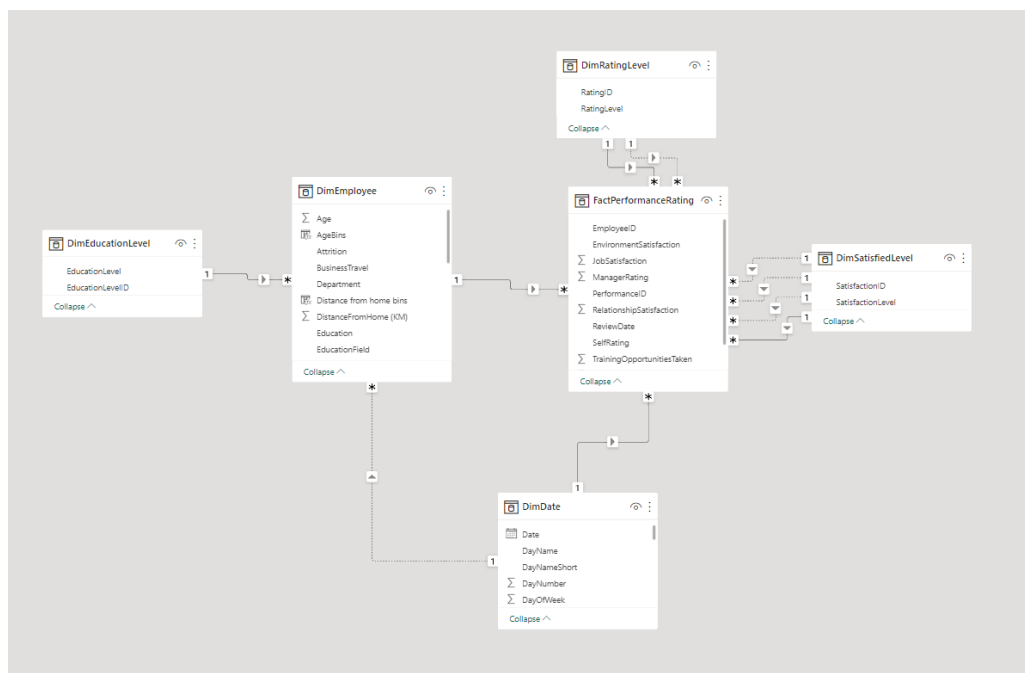 DimRatingLevel
RatingID
RatingLevel
Collapse
1 1
* *
DimEmployee
Σ Age
AgeBins
Attrition
BusinessTravel
Department
Distance from home bins
Σ DistanceFromHome (KM)
Education
EducationField
Collapse
*
FactPerformanceRating
EmployeeID
EnvironmentSatisfaction
Σ JobSatisfaction
Σ ManagerRating
PerformanceID
Σ RelationshipSatisfaction
ReviewDate
SelfRating
Σ TrainingOpportunitiesTaken
Collapse
*
DimEducationLevel
EducationLevel
EducationLevelID
Collapse
1 *
1 *
DimSatisfiedLevel
SatisfactionID
SatisfactionLevel
Collapse
* 1
* 1
* 1
* 1
1
1
DimDate
Date
DayName
DayNameShort
Σ DayNumber
Σ DayOfWeek
Collapse